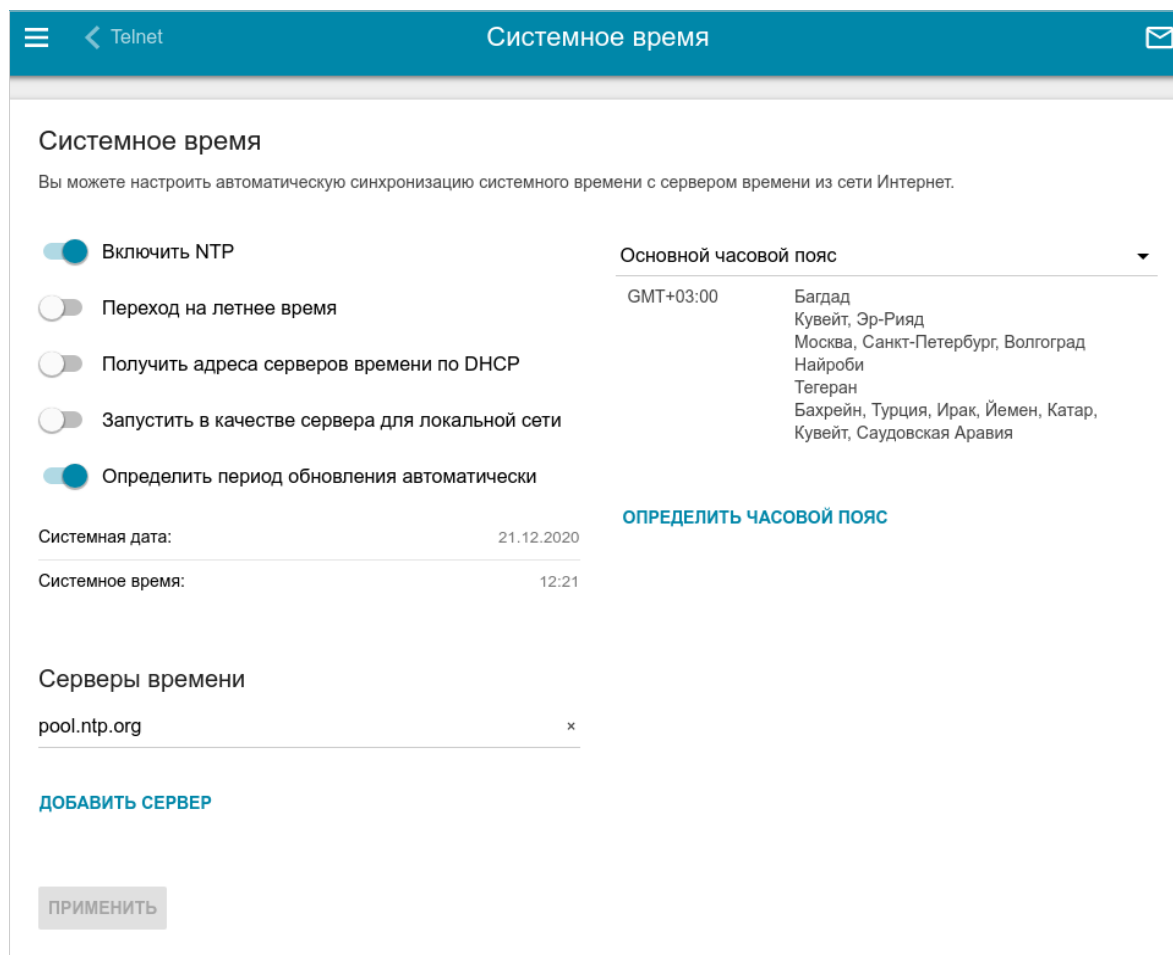 Telnet
Системное время
Системное время
Вы можете настроить автоматическую синхронизацию системного времени с сервером времени из сети Интернет.
Включить NTP
Переход на летнее время
Получить адреса серверов времени по DHCP
Запустить в качестве сервера для локальной сети
Определить период обновления автоматически
Системная дата: 21.12.2020
Системное время: 12:21
Серверы времени
pool.ntp.org ×
ДОБАВИТЬ СЕРВЕР
ПРИМЕНИТЬ
Основной часовой пояс
GMT+03:00 Багдад
Кувейт, Эр-Рияд
Москва, Санкт-Петербург, Волгоград
Найроби
Тегеран
Бахрейн, Турция, Ирак, Йемен, Катар,
Кувейт, Саудовская Аравия
ОПРЕДЕЛИТЬ ЧАСОВОЙ ПОЯС